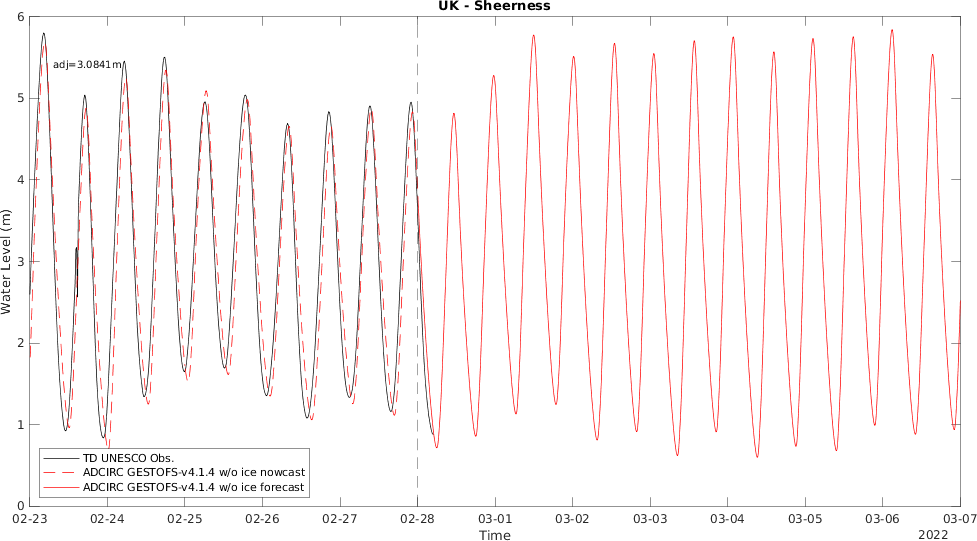 UK - Sheerness
6
adj=3.0841m
5
4
3
2
1
0
Water Level (m)
TD UNESCO Obs.
ADCIRC GESTOFS-v4.1.4 w/o ice nowcast
ADCIRC GESTOFS-v4.1.4 w/o ice forecast
02-23 02-24 02-25 02-26 02-27 02-28 03-01 03-02 03-03 03-04 03-05 03-06 03-07
Time
2022